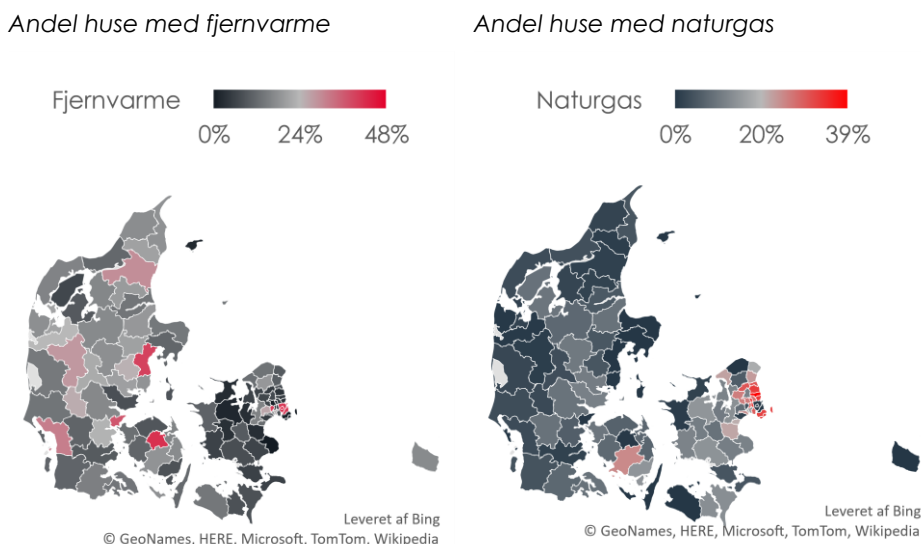 Andel huse med fjernvarme
Andel huse med naturgas
Fjernvarme
0% 24% 48%
Naturgas
0% 20% 39%
Leveret af Bing
© GeoNames, HERE, Microsoft, TomTom, Wikipedia
Leveret af Bing
© GeoNames, HERE, Microsoft, TomTom, Wikipedia